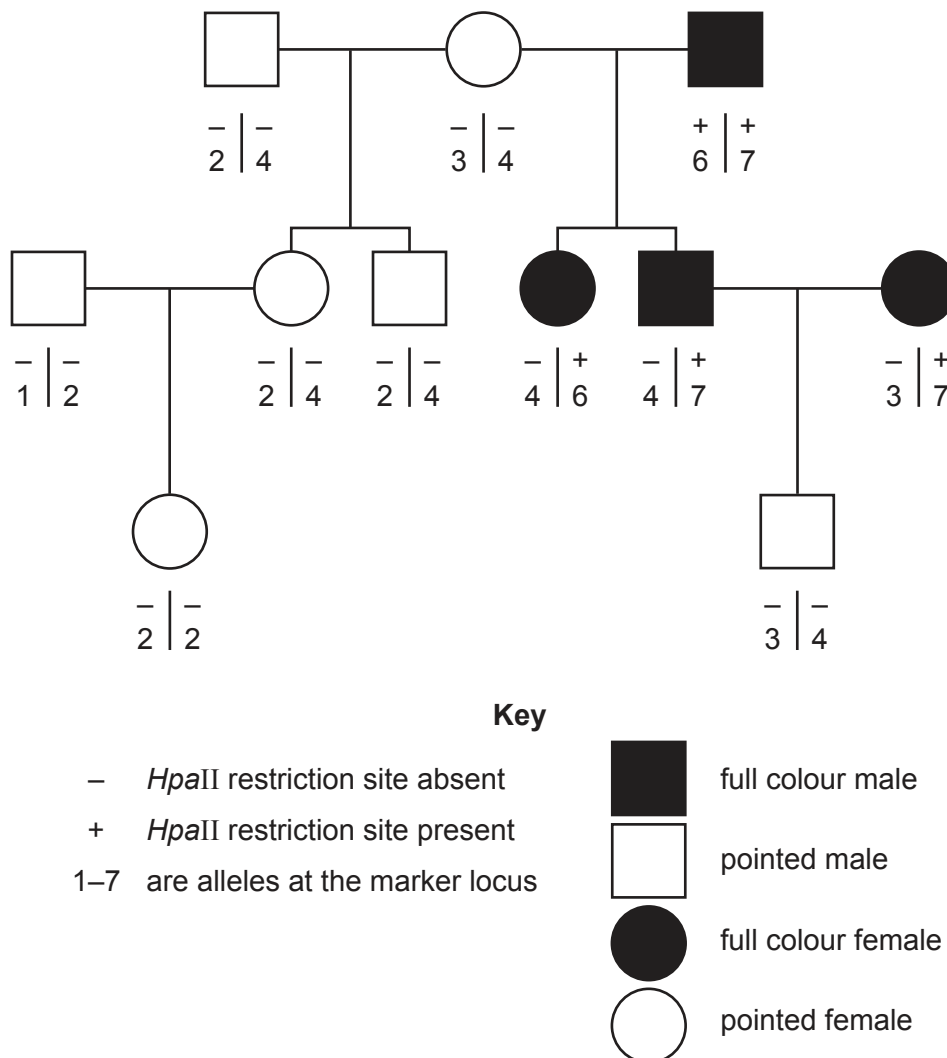 – – – – + +
2 4 3 4 6 7
– – – – – – – + – + – +
1 2 2 4 2 4 4 6 4 7 3 7
– – – –
2 2 3 4
Key
– HpaII restriction site absent
+ HpaII restriction site present
1–7 are alleles at the marker locus
full colour male
pointed male
full colour female
pointed female